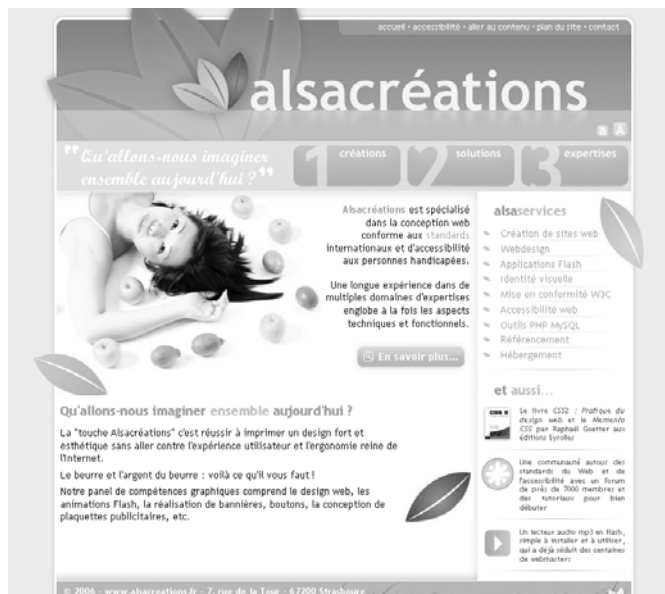 accueil • accessibilité • aller au contenu • plan du site • contact
alsacréations
a A
"Qu'allons-nous imaginer
ensemble aujourd'hui ?"
1 créations
2 solutions
3 expertises
Alsacréations est spécialisé
dans la conception web
conforme aux standards
internationaux et d'accessibilité
aux personnes handicapées.
Une longue expérience dans de
multiples domaines d'expertises
englobe à la fois les aspects
techniques et fonctionnels.
En savoir plus...
Qu'allons-nous imaginer ensemble aujourd'hui ?
La "touche Alsacréations" c'est réussir à imprimer un design fort et
esthétique sans aller contre l'expérience utilisateur et l'ergonomie reine de
l'Internet.
Le beurre et l'argent du beurre : voilà ce qu'il vous faut !
Notre panel de compétences graphiques comprend le design web, les
animations Flash, la réalisation de bannières, boutons, la conception de
plaquettes publicitaires, etc.
alsaservices
Création de sites web
Webdesign
Applications Flash
Identité visuelle
Mise en conformité W3C
Accessibilité web
Outils PHP MySQL
Référencement
Hébergement
et aussi...
CSS 2
Le livre CSS2 : Pratique du
design web et le Memento
CSS par Raphaël Goetter aux
éditions Eyrolles
Une communauté autour des
standards du Web et de
l'accessibilité avec un forum
de près de 7000 membres et
des tutoriaux pour bien
débuter
Un lecteur audio mp3 en Flash,
simple à installer et à utiliser,
qui a déjà séduit des centaines
de webmasters
© 2006 - www.alsacreations.fr - 7, rue de la Tour - 67200 Strasbourg